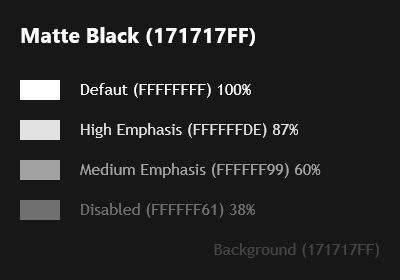 Matte Black (171717FF)
Defaut (FFFFFFFF) 100%
High Emphasis (FFFFFFDE) 87%
Medium Emphasis (FFFFFF99) 60%
Disabled (FFFFFF61) 38%
Background (171717FF)